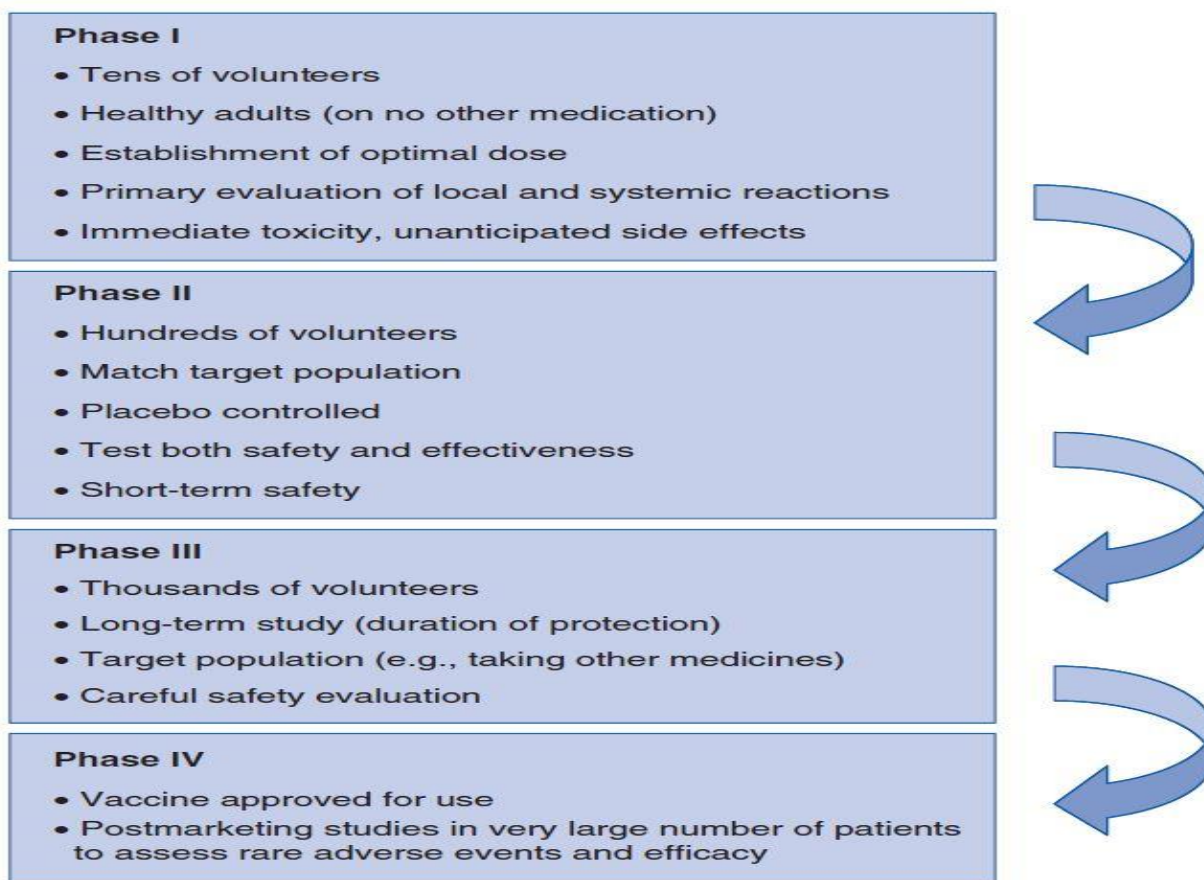 Phase I
• Tens of volunteers
• Healthy adults (on no other medication)
• Establishment of optimal dose
• Primary evaluation of local and systemic reactions
• Immediate toxicity, unanticipated side effects
Phase II
• Hundreds of volunteers
• Match target population
• Placebo controlled
• Test both safety and effectiveness
• Short-term safety
Phase III
• Thousands of volunteers
• Long-term study (duration of protection)
• Target population (e.g., taking other medicines)
• Careful safety evaluation
Phase IV
• Vaccine approved for use
• Postmarketing studies in very large number of patients
to assess rare adverse events and efficacy